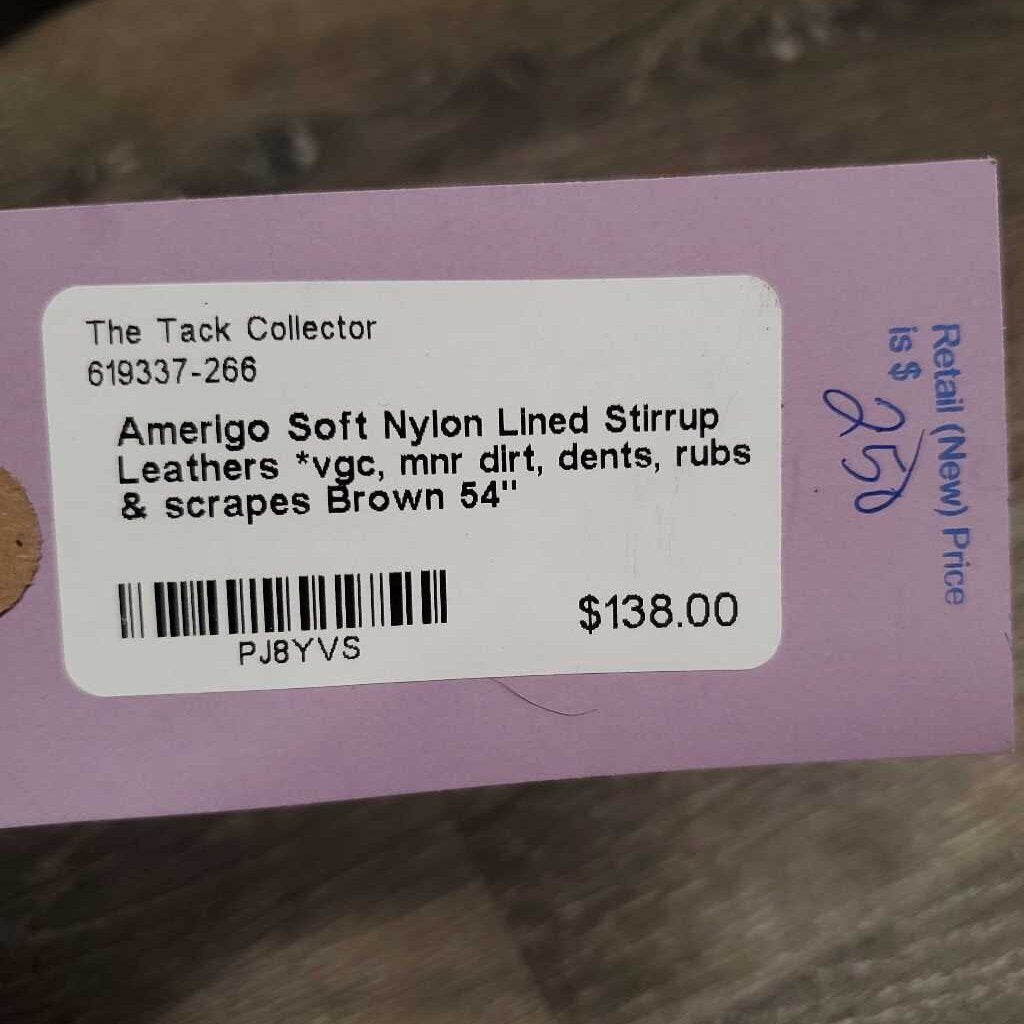 The Tack Collector
619337-266
Amerigo Soft Nylon Lined Stirrup
Leathers *vgc, mnr dirt, dents, rubs
& scrapes Brown 54"
PJ8YVS
$138.00
Retail (New) Price
is $ 250